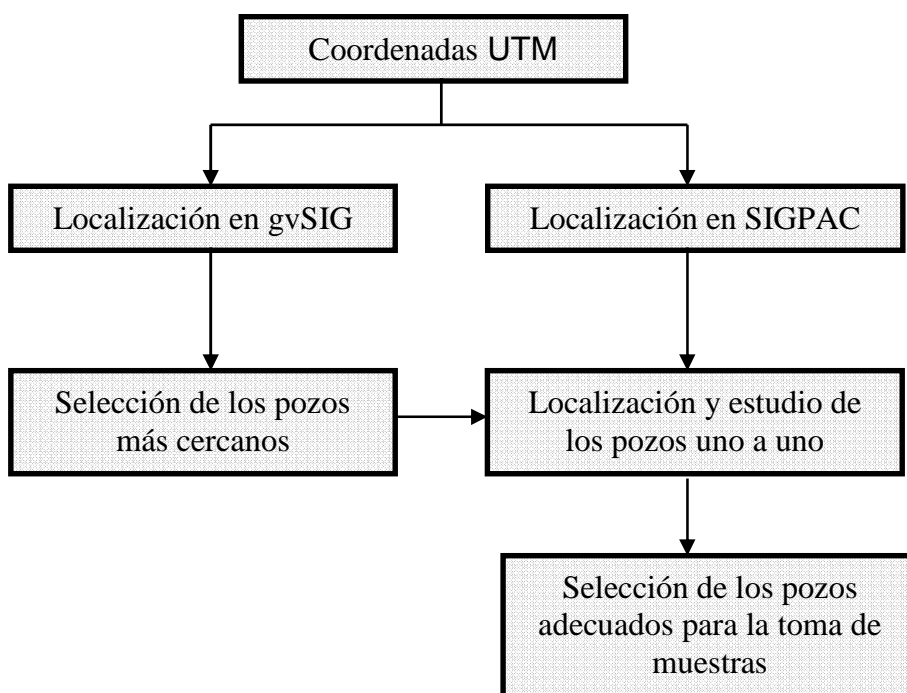 Coordenadas UTM
Localización en gvSIG
Localización en SIGPAC
Selección de los pozos
más cercanos
Localización y estudio de
los pozos uno a uno
Selección de los pozos
adecuados para la toma de
muestras